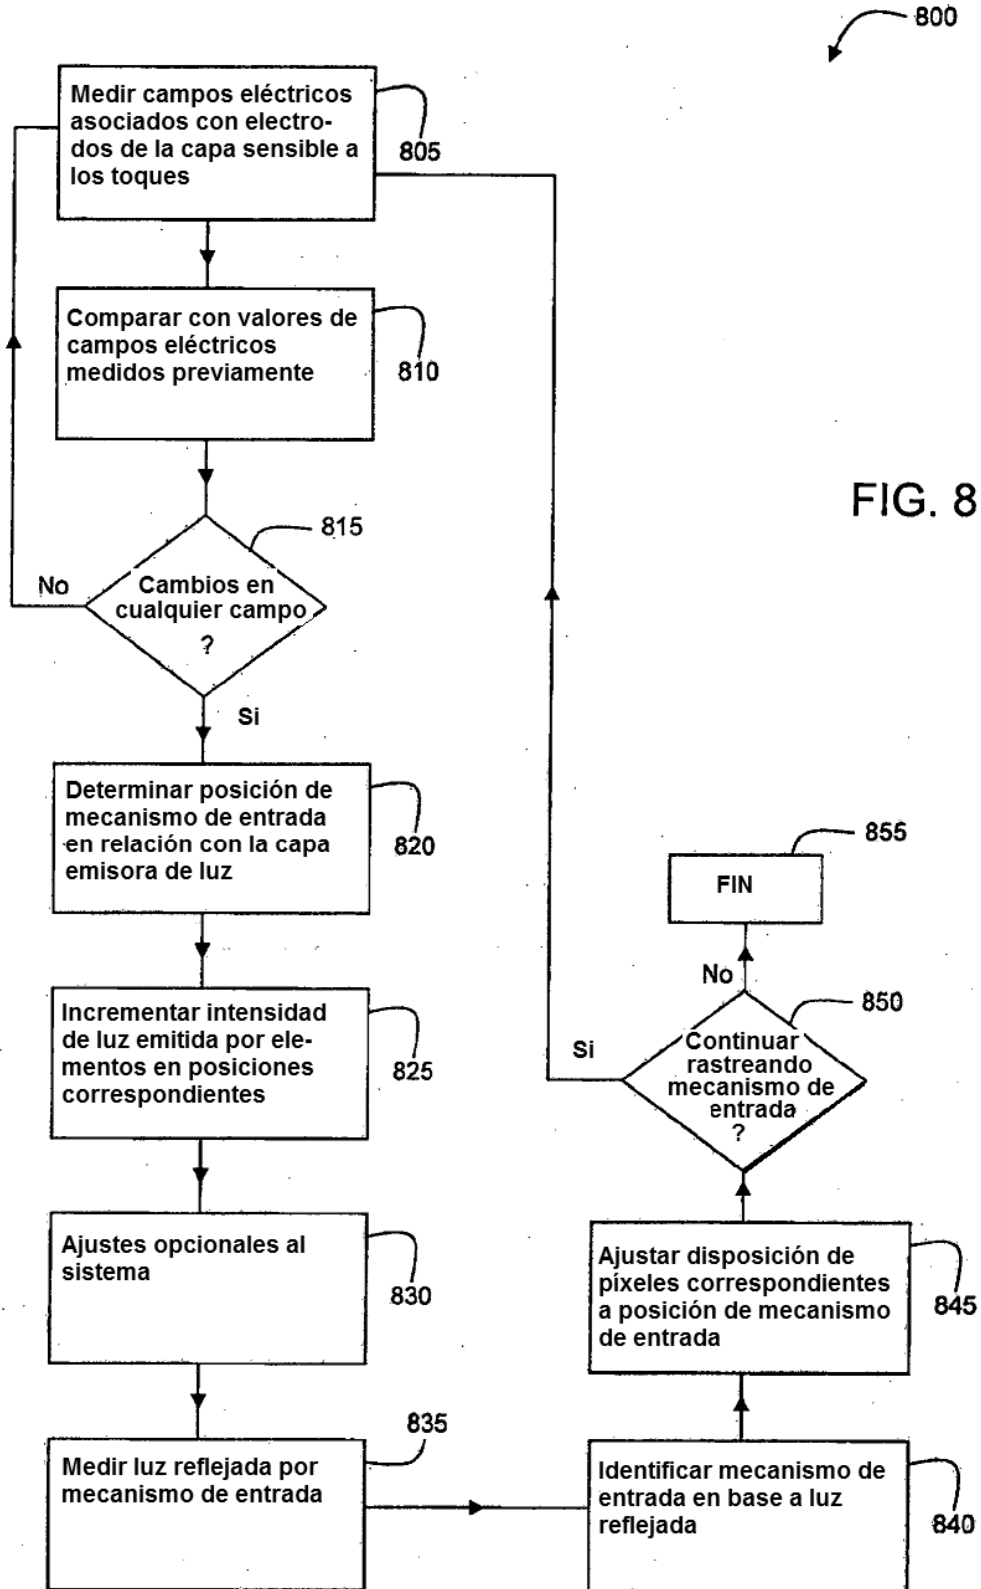 800
Medir campos eléctricos
asociados con electro-
dos de la capa sensible a
los toques
805
Comparar con valores de
campos eléctricos
medidos previamente
810
FIG. 8
815
No
Cambios en
cualquier campo
?
Si
Determinar posición de
mecanismo de entrada
en relación con la capa
emisora de luz
820
Incrementar intensidad
de luz emitida por ele-
mentos en posiciones
correspondientes
825
Ajustes opcionales al
sistema
830
Medir luz reflejada por
mecanismo de entrada
835
Identificar mecanismo de
entrada en base a luz
reflejada
840
Ajustar disposición de
píxeles correspondientes
a posición de mecanismo
de entrada
845
Continuar
rastreando
mecanismo de
entrada
?
850
Si
No
FIN
855